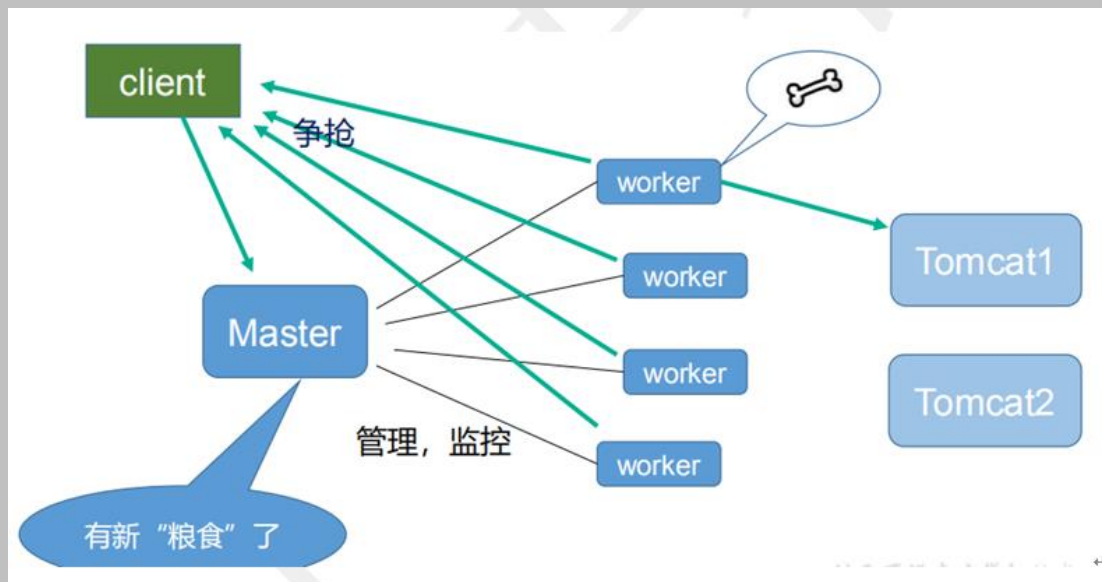 client
争抢
worker
Tomcat1
worker
Master
worker
Tomcat2
管理，监控
worker
有新“粮食”了